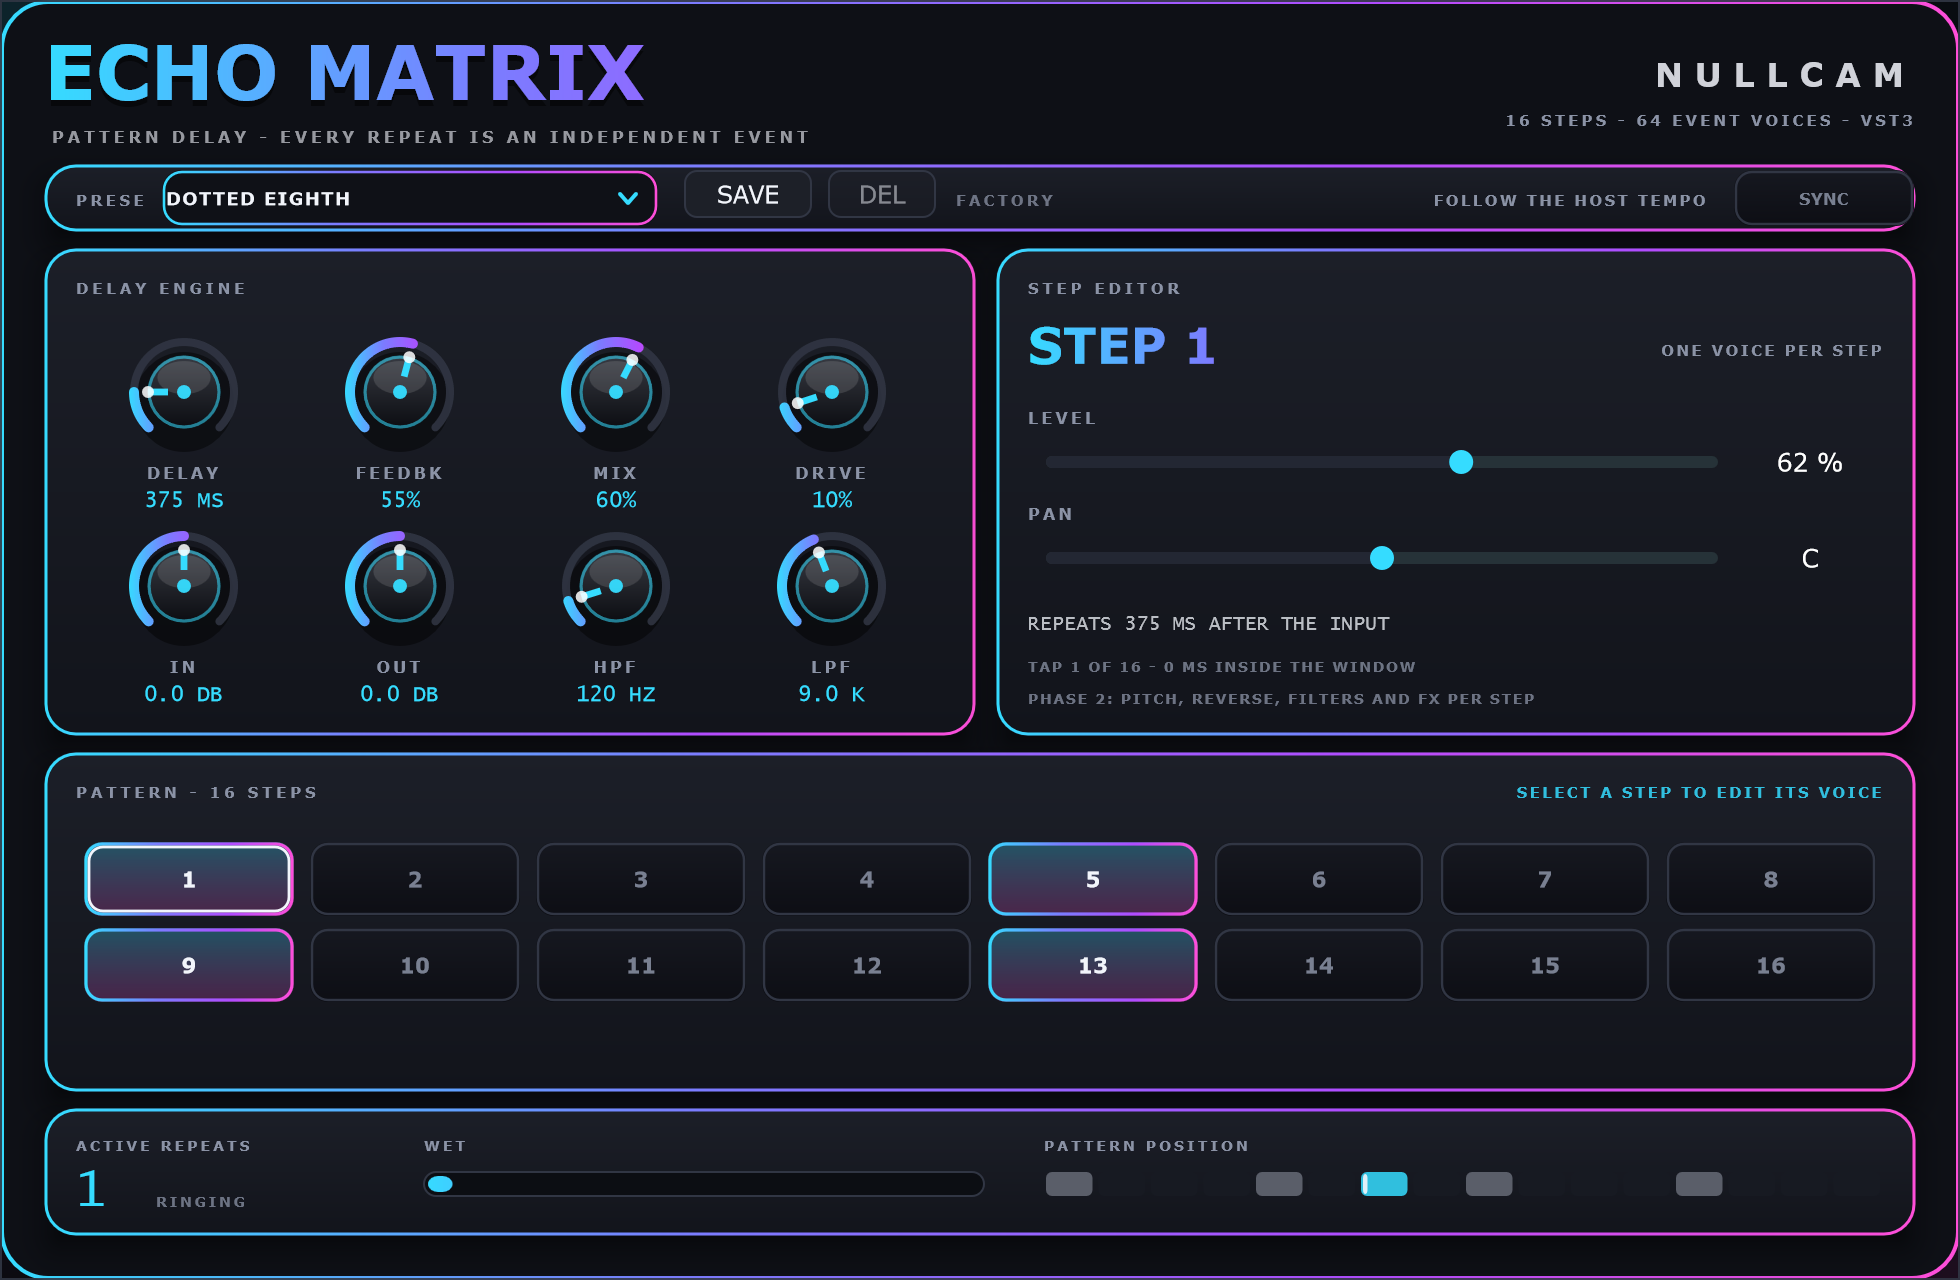 ECHO MATRIX
NULLCAM
PATTERN DELAY - EVERY REPEAT IS AN INDEPENDENT EVENT
16 STEPS - 64 EVENT VOICES - VST3
PRESE DOTTED EIGHTH SAVE DEL FACTORY FOLLOW THE HOST TEMPO SYNC
DELAY ENGINE
DELAY FEEDBK MIX DRIVE
375 MS 55% 60% 10%
IN OUT HPF LPF
0.0 DB 0.0 DB 120 HZ 9.0 K
STEP EDITOR
STEP 1
ONE VOICE PER STEP
LEVEL
62 %
PAN
C
REPEATS 375 MS AFTER THE INPUT
TAP 1 OF 16 - 0 MS INSIDE THE WINDOW
PHASE 2: PITCH, REVERSE, FILTERS AND FX PER STEP
PATTERN - 16 STEPS
SELECT A STEP TO EDIT ITS VOICE
1 2 3 4 5 6 7 8
9 10 11 12 13 14 15 16
ACTIVE REPEATS
1 RINGING
WET
PATTERN POSITION